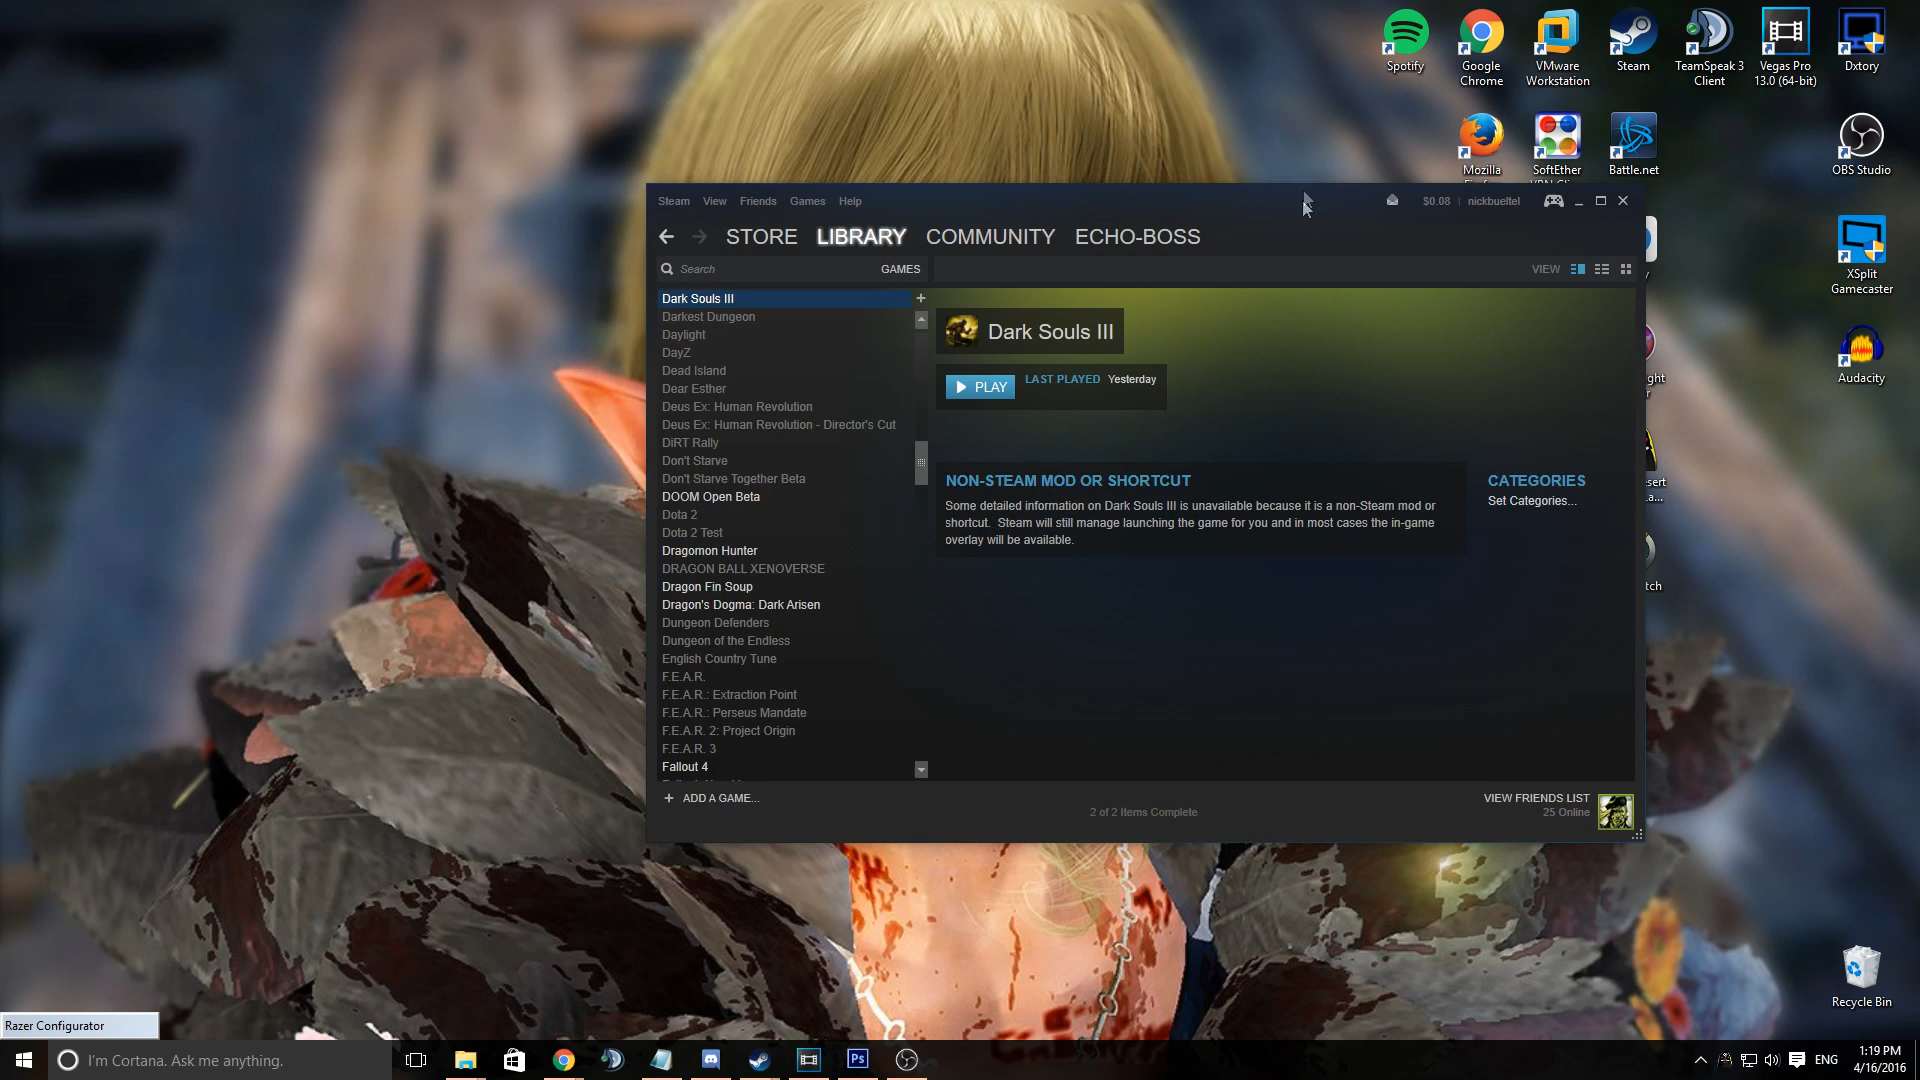 Spotify
Google
Chrome
VMware
Workstation
Steam
TeamSpeak 3
Client
Vegas Pro
13.0 (64-bit)
Dxtory
Mozilla
SoftEther
Battle.net
OBS Studio
XSplit
Gamecaster
Audacity
Steam View Friends Games Help
$0.08 | nickbueltel
STORE LIBRARY COMMUNITY ECHO-BOSS
Search GAMES
VIEW
Dark Souls III
Darkest Dungeon
Daylight
DayZ
Dead Island
Dear Esther
Deus Ex: Human Revolution
Deus Ex: Human Revolution - Director's Cut
DiRT Rally
Don't Starve
Don't Starve Together Beta
DOOM Open Beta
Dota 2
Dota 2 Test
Dragomon Hunter
DRAGON BALL XENOVERSE
Dragon Fin Soup
Dragon's Dogma: Dark Arisen
Dungeon Defenders
Dungeon of the Endless
English Country Tune
F.E.A.R.
F.E.A.R.: Extraction Point
F.E.A.R.: Perseus Mandate
F.E.A.R. 2: Project Origin
F.E.A.R. 3
Fallout 4
Dark Souls III
PLAY LAST PLAYED Yesterday
NON-STEAM MOD OR SHORTCUT
Some detailed information on Dark Souls III is unavailable because it is a non-Steam mod or
shortcut. Steam will still manage launching the game for you and in most cases the in-game
overlay will be available.
CATEGORIES
Set Categories...
+ ADD A GAME...
2 of 2 Items Complete
VIEW FRIENDS LIST
25 Online
Recycle Bin
Razer Configurator
I'm Cortana. Ask me anything.
Ps
ENG
1:19 PM
4/16/2016